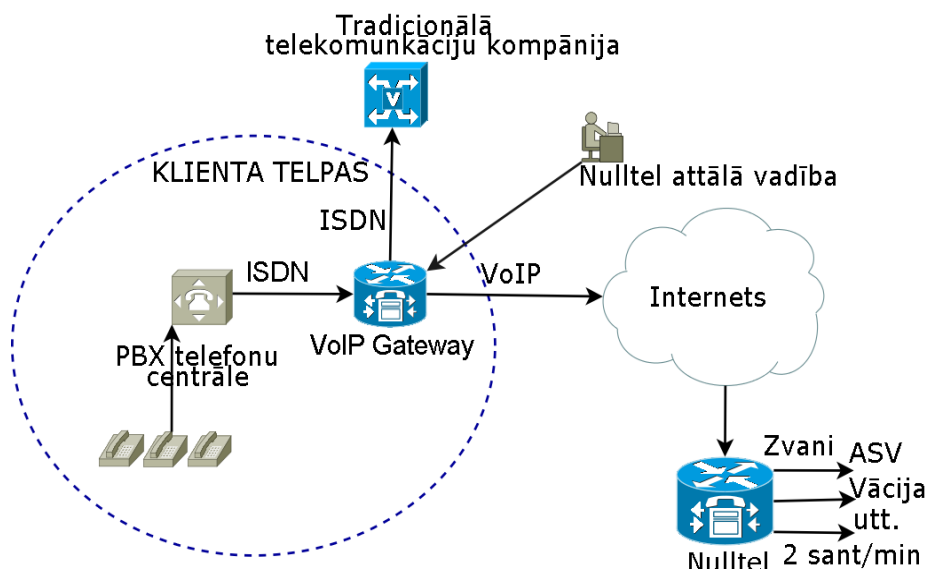 Tradicionālā
telekomunkāciju kompānija
KLIENTA TELPAS
Nulltel attālā vadība
ISDN
ISDN
VoIP
Internets
VoIP Gateway
PBX telefonu
centrāle
Zvani
ASV
Vācija
utt.
2 sant/min
Nulltel